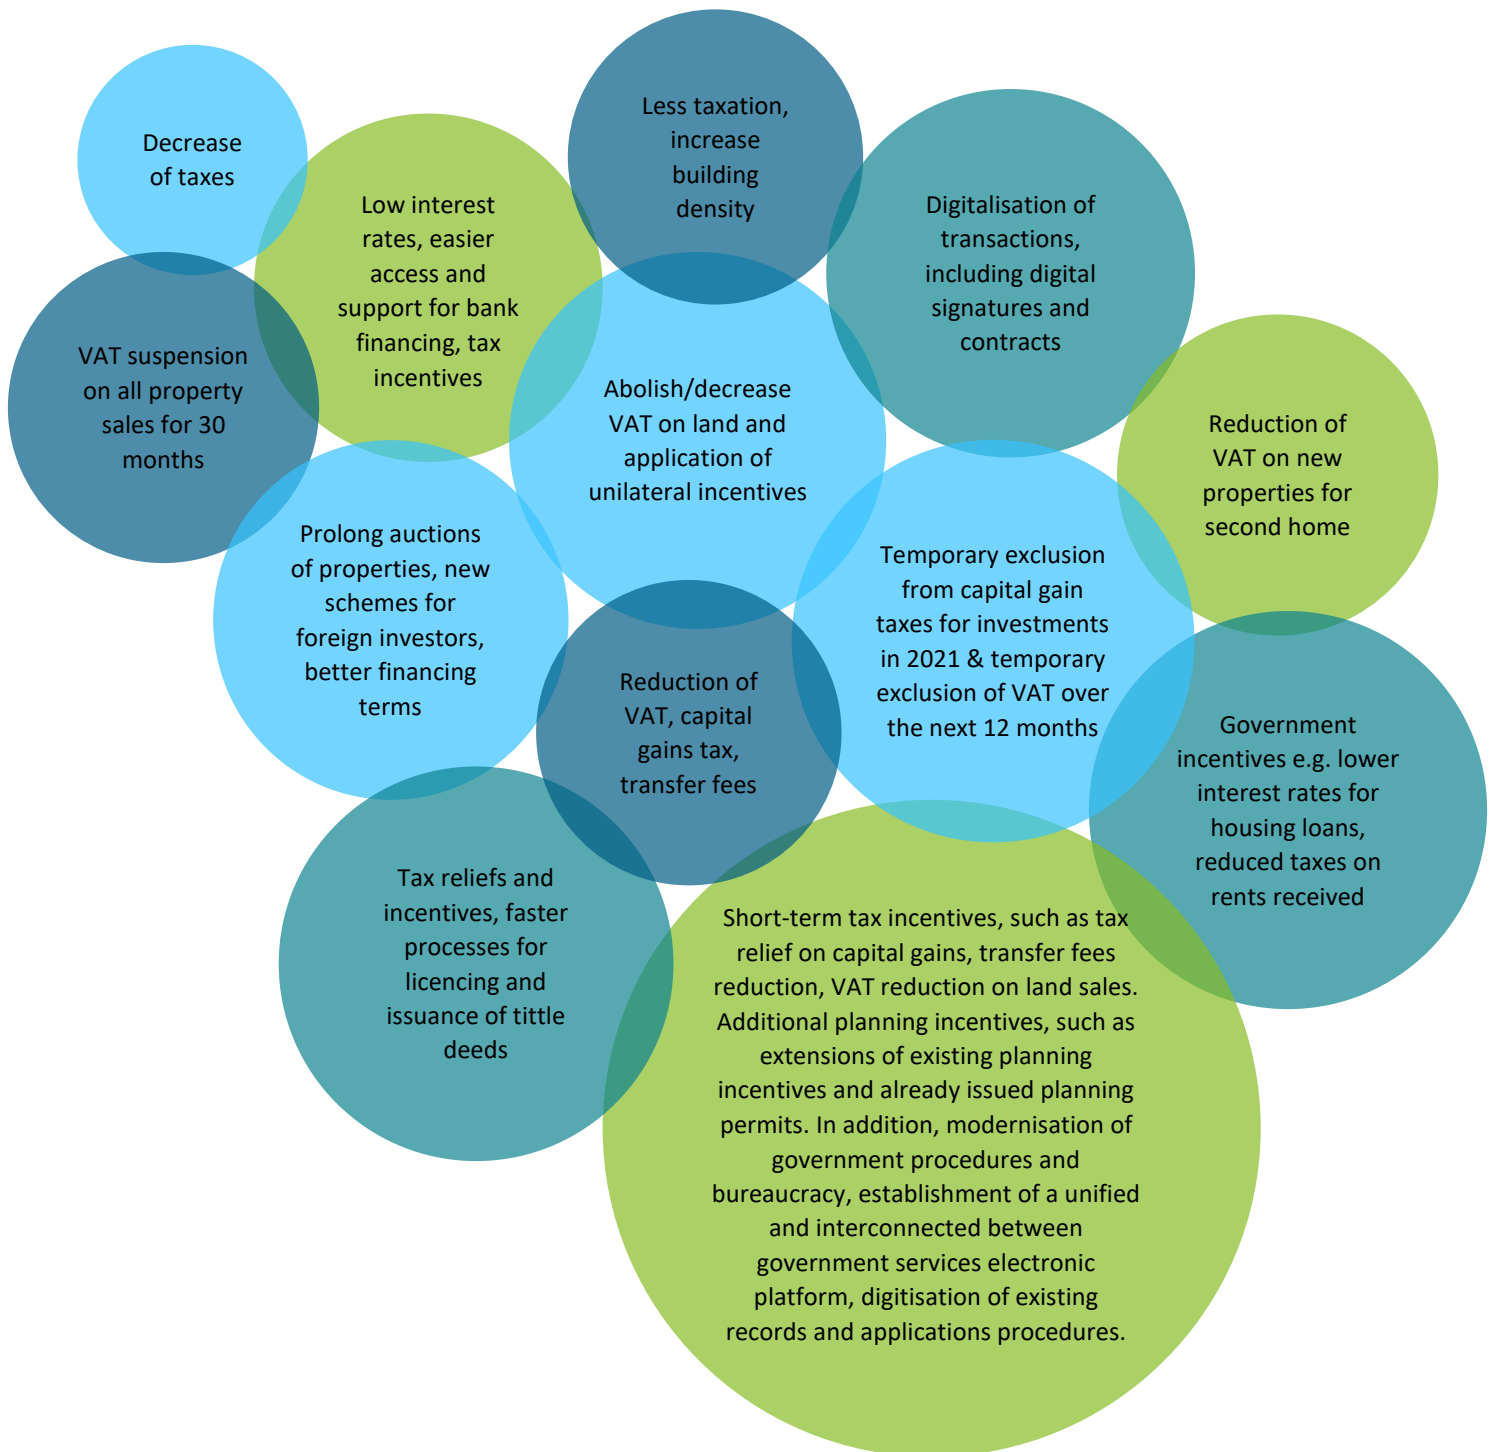 Decrease
of taxes
Low interest
rates, easier
access and
support for bank
financing, tax
incentives
Less taxation,
increase
building
density
Digitalisation of
transactions,
including digital
signatures and
contracts
VAT suspension
on all property
sales for 30
months
Abolish/decrease
VAT on land and
application of
unilateral incentives
Reduction of
VAT on new
properties for
second home
Prolong auctions
of properties, new
schemes for
foreign investors,
better financing
terms
Temporary exclusion
from capital gain
taxes for investments
in 2021 & temporary
exclusion of VAT over
the next 12 months
Reduction of
VAT, capital
gains tax,
transfer fees
Government
incentives e.g. lower
interest rates for
housing loans,
reduced taxes on
rents received
Tax reliefs and
incentives, faster
processes for
licencing and
issuance of tittle
deeds
Short-term tax incentives, such as tax
relief on capital gains, transfer fees
reduction, VAT reduction on land sales.
Additional planning incentives, such as
extensions of existing planning
incentives and already issued planning
permits. In addition, modernisation of
government procedures and
bureaucracy, establishment of a unified
and interconnected between
government services electronic
platform, digitisation of existing
records and applications procedures.